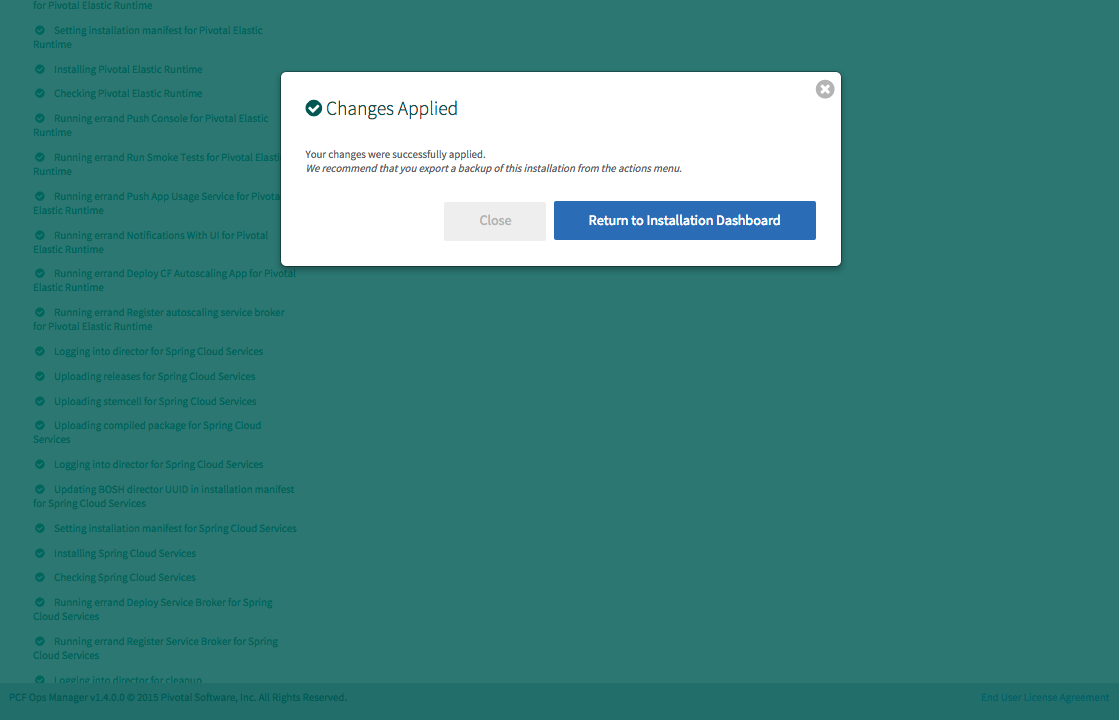 for Pivotal Elastic Runtime
Setting installation manifest for Pivotal Elastic
Runtime
Installing Pivotal Elastic Runtime
Checking Pivotal Elastic Runtime
Running errand Push Console for Pivotal Elastic
Runtime
Running errand Run Smoke Tests for Pivotal Elasti
Runtime
Running errand Push App Usage Service for Pivota
Elastic Runtime
Running errand Notifications With UI for Pivotal
Elastic Runtime
Running errand Deploy CF Autoscaling App for Pivotal
Elastic Runtime
Running errand Register autoscaling service broker
for Pivotal Elastic Runtime
Logging into director for Spring Cloud Services
Uploading releases for Spring Cloud Services
Uploading stemcell for Spring Cloud Services
Uploading compiled package for Spring Cloud
Services
Logging into director for Spring Cloud Services
Updating BOSH director UUID in installation manifest
for Spring Cloud Services
Setting installation manifest for Spring Cloud Services
Installing Spring Cloud Services
Checking Spring Cloud Services
Running errand Deploy Service Broker for Spring
Cloud Services
Running errand Register Service Broker for Spring
Cloud Services
Logging into director for cleanup
Changes Applied
Your changes were successfully applied.
We recommend that you export a backup of this installation from the actions menu.
Close
Return to Installation Dashboard
PCF Ops Manager v1.4.0.0 © 2015 Pivotal Software, Inc. All Rights Reserved.
End User License Agreement